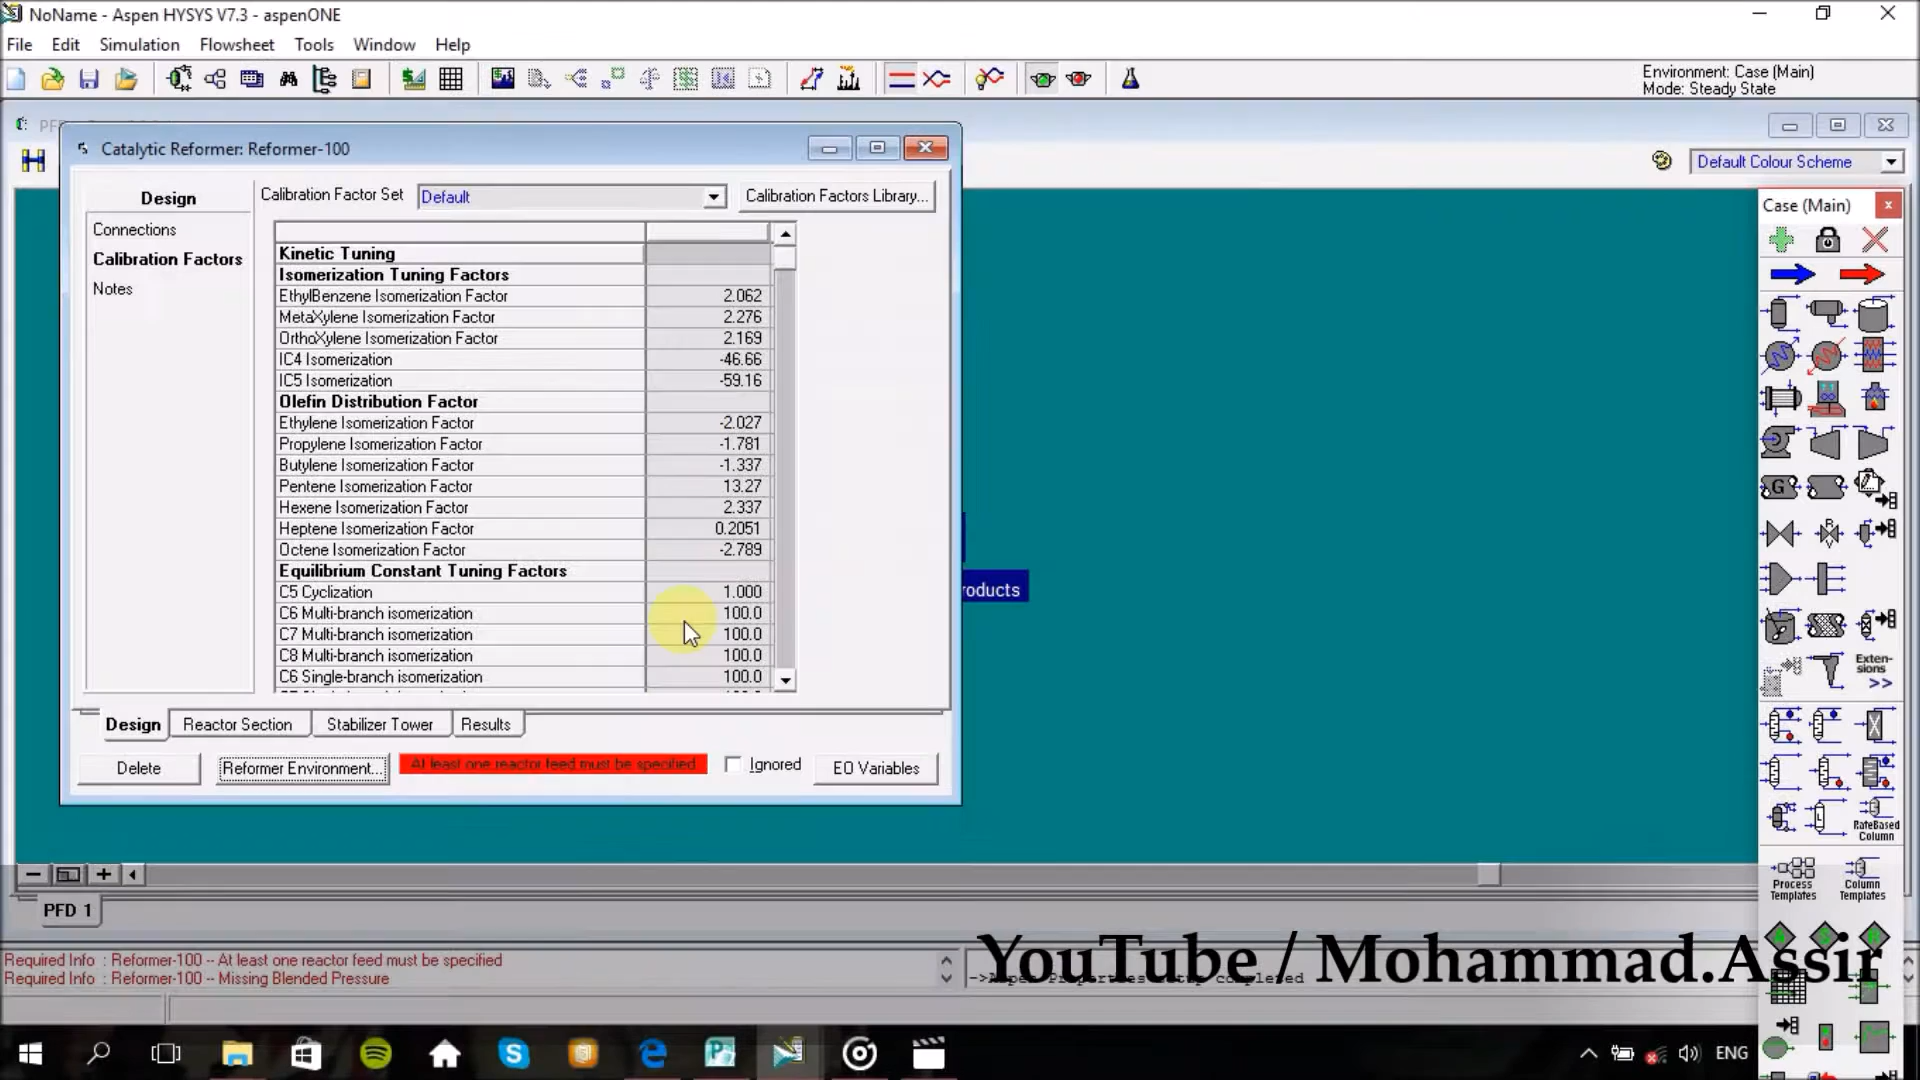 NoName - Aspen HYSYS V7.3 - aspenONE
File Edit Simulation Flowsheet Tools Window Help
Environment: Case (Main)
Mode: Steady State
Default Colour Scheme
Catalytic Reformer: Reformer-100
Design
Connections
Calibration Factors
Notes
Calibration Factor Set Default Calibration Factors Library...
Kinetic Tuning
Isomerization Tuning Factors
EthylBenzene Isomerization Factor 2.062
MetaXylene Isomerization Factor 2.276
OrthoXylene Isomerization Factor 2.169
IC4 Isomerization -46.66
IC5 Isomerization -59.16
Olefin Distribution Factor
Ethylene Isomerization Factor -2.027
Propylene Isomerization Factor -1.781
Butylene Isomerization Factor -1.337
Pentene Isomerization Factor 13.27
Hexene Isomerization Factor 2.337
Heptene Isomerization Factor 0.2051
Octene Isomerization Factor -2.789
Equilibrium Constant Tuning Factors
C5 Cyclization 1.000
C6 Multi-branch isomerization 100.0
C7 Multi-branch isomerization 100.0
C8 Multi-branch isomerization 100.0
C6 Single-branch isomerization 100.0
Design Reactor Section Stabilizer Tower Results
Delete Reformer Environment... At least one reactor feed must be specified Ignored EO Variables
roducts
Case (Main)
G
Exten-
sions
>>
L
RateBased
Column
Process
Templates
Column
Templates
PFD 1
Required Info : Reformer-100 -- At least one reactor feed must be specified
Required Info : Reformer-100 -- Missing Blended Pressure
->Aspen Properties setup completed
YouTube / Mohammad.Assir
ENG